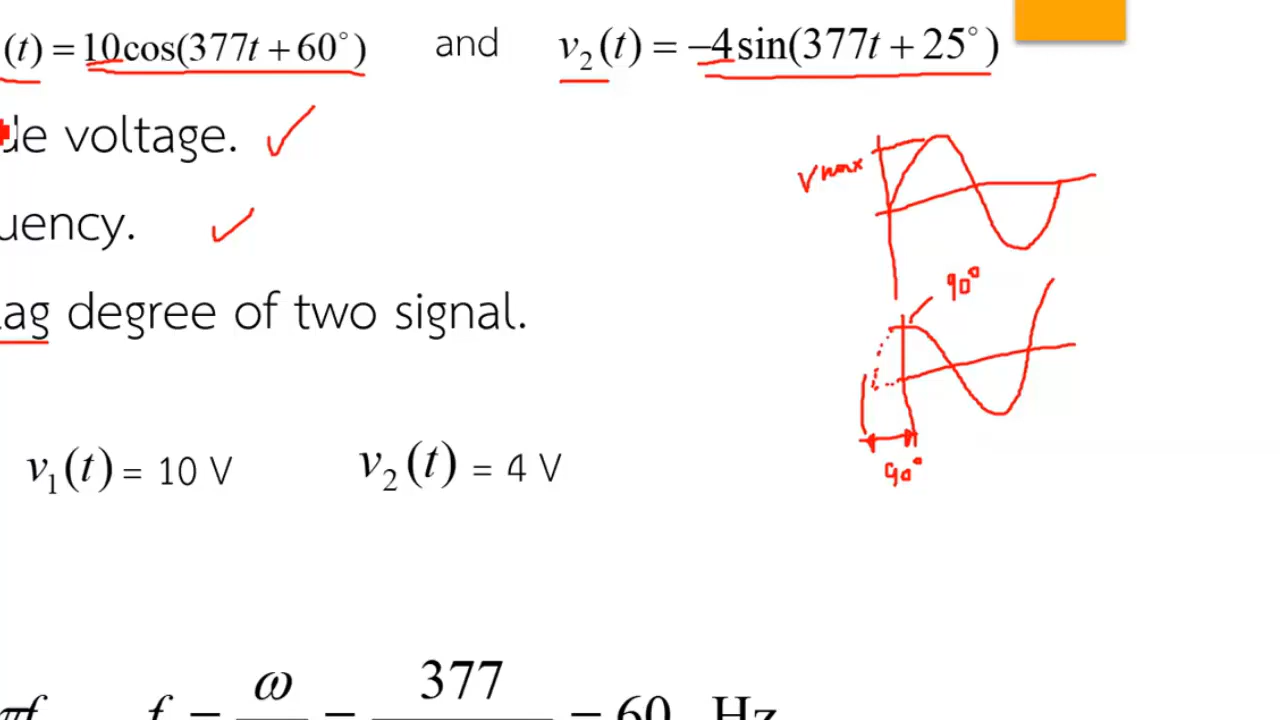 (t) = 10cos(377t + 60°) and v₂(t) = −4sin(377t + 25°)
de voltage.
Vmax
uency.
90°
ag degree of two signal.
v₁(t) = 10 V v₂(t) = 4 V
90°
πf f = ω = 377 = 60 Hz